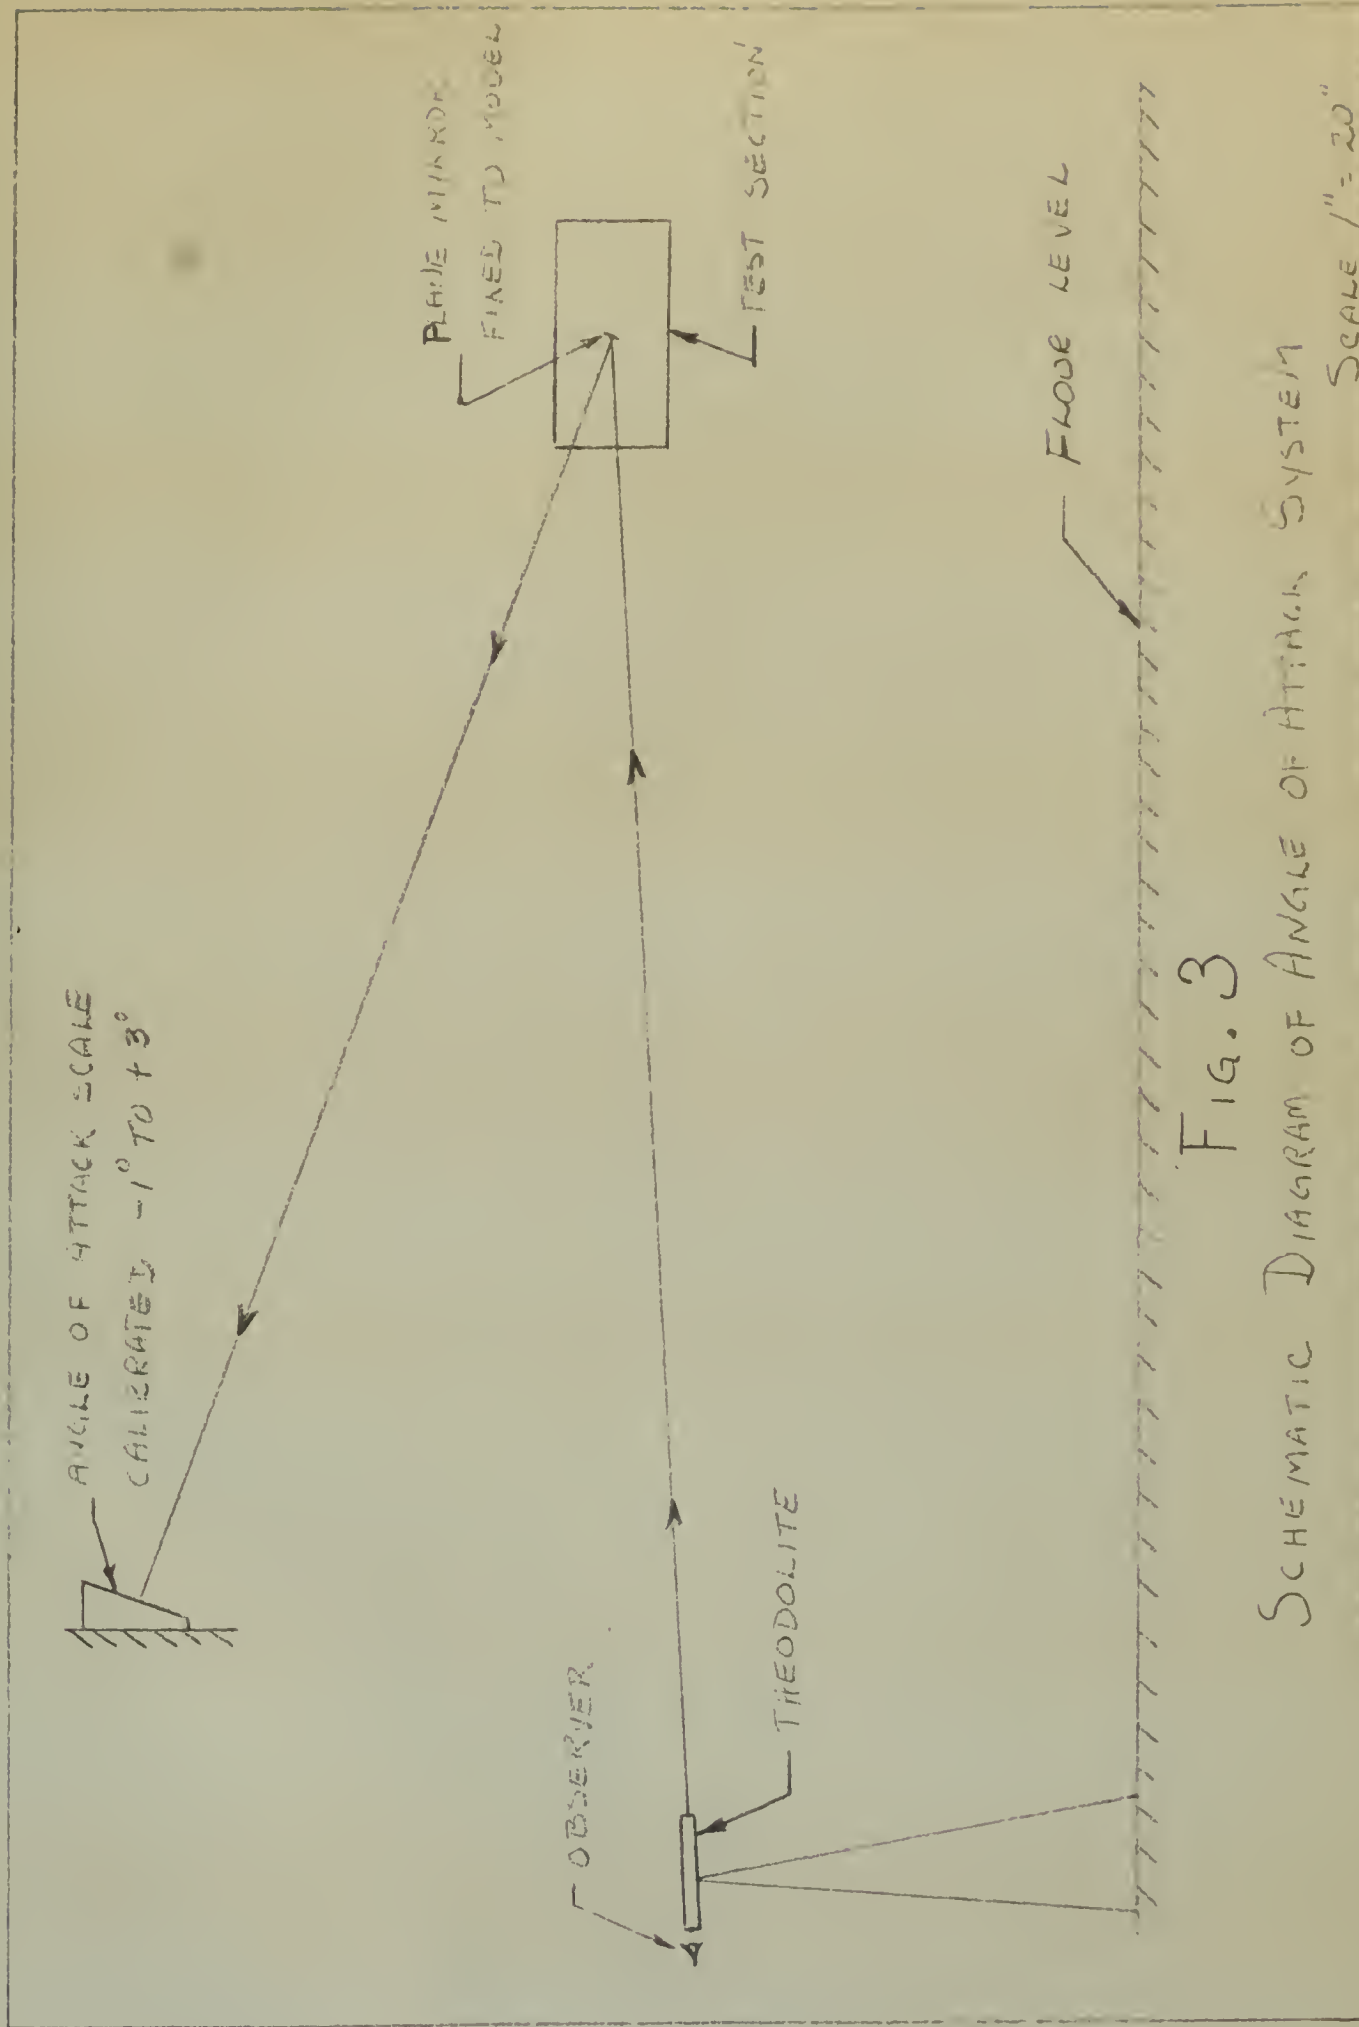 ANGLE OF ATTACK SCALE
CALIBRATED -1° TO +3°
PLANE MIRROR
FIXED TO MODEL
TEST SECTION
OBSERVER
THEODOLITE
FLOOR LEVEL
FIG. 3
SCHEMATIC DIAGRAM OF ANGLE OF ATTACK SYSTEM
SCALE 1" = 20"